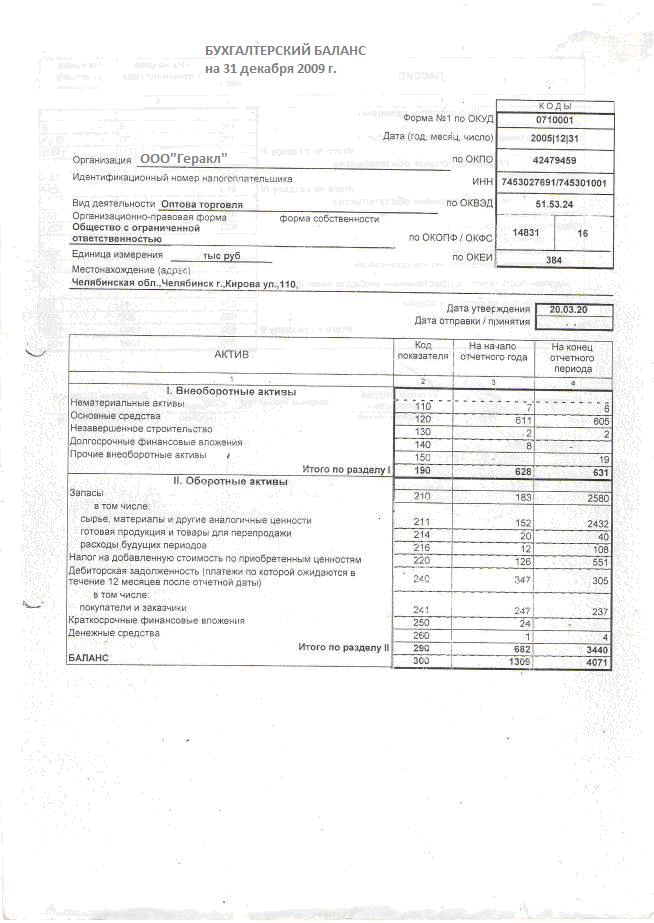 БУХГАЛТЕРСКИЙ БАЛАНС
на 31 декабря 2009 г.
КОДЫ
Форма №1 по ОКУД 0710001
Дата (год, месяц, число) 2005|12|31
Организация ООО"Геракл" по ОКПО 42479459
Идентификационный номер налогоплательшика ИНН 7453027691/745301001
Вид деятельности Оптова торговля по ОКВЭД 51.53.24
Организационно-правовая форма форма собственности
Общество с ограниченной
ответственностью по ОКОПФ / ОКФС 14831 16
Единица измерения тыс руб по ОКЕИ 384
Местонахождение (адрес)
Челябинская обл.,Челябинск г.,Кирова ул.,110,
Дата утверждения 20.03.20
Дата отправки / принятия . .
АКТИВ Код показателя На начало отчетного года На конец отчетного периода
1 2 3 4
I. Внеоборотные активы
Нематериальные активы 110 7 6
Основные средства 120 611 605
Незавершенное строительство 130 2 2
Долгосрочные финансовые вложения 140 8 -
Прочие внеоборотные активы 150 - 19
Итого по разделу I 190 628 631
II. Оборотные активы
Запасы 210 183 2580
в том числе:
сырье, материалы и другие аналогичные ценности 211 152 2432
готовая продукция и товары для перепродажи 214 20 40
расходы будущих периодов 216 12 108
Налог на добавленную стоимость по приобретенным ценностям 220 126 551
Дебиторская задолженность (платежи по которой ожидаются в
течение 12 месяцев после отчетной даты) 240 347 305
в том числе:
покупатели и заказчики 241 247 237
Краткосрочные финансовые вложения 250 24 -
Денежные средства 260 1 4
Итого по разделу II 290 682 3440
БАЛАНС 300 1309 4071